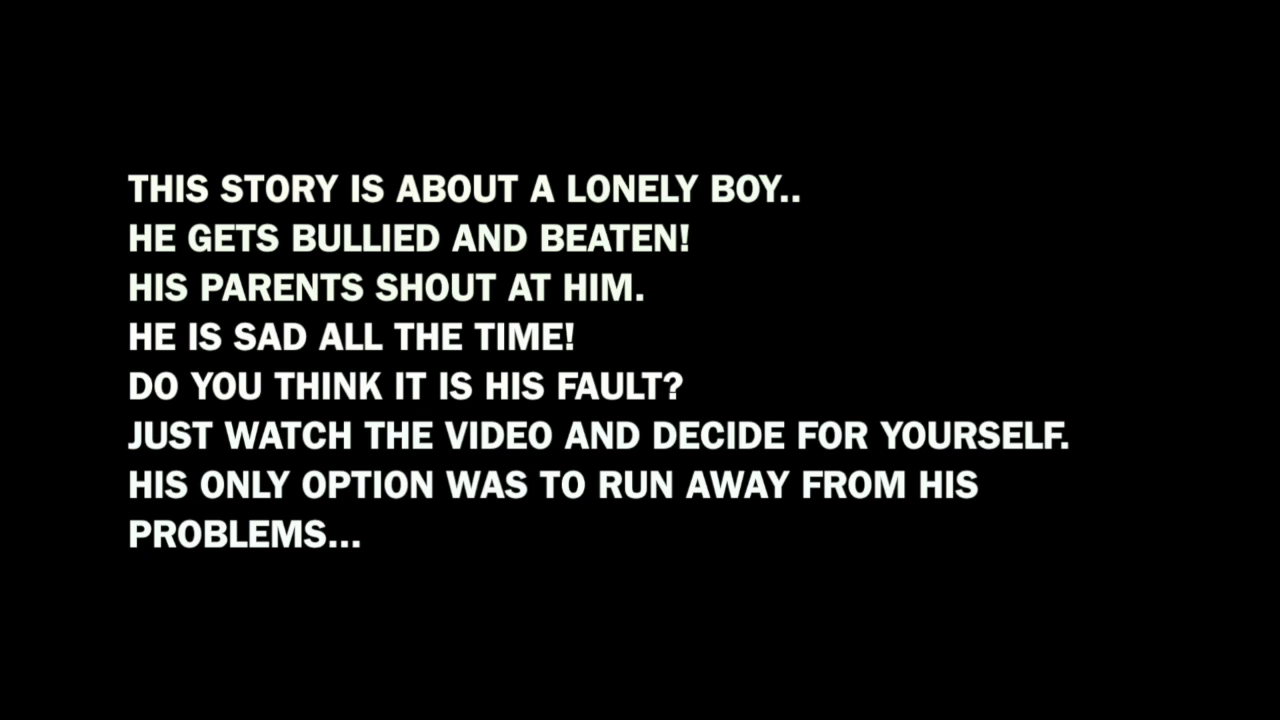 THIS STORY IS ABOUT A LONELY BOY..
HE GETS BULLIED AND BEATEN!
HIS PARENTS SHOUT AT HIM.
HE IS SAD ALL THE TIME!
DO YOU THINK IT IS HIS FAULT?
JUST WATCH THE VIDEO AND DECIDE FOR YOURSELF.
HIS ONLY OPTION WAS TO RUN AWAY FROM HIS
PROBLEMS...